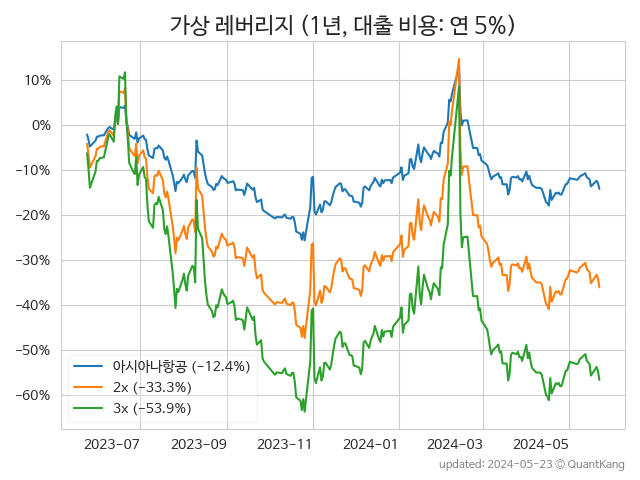 가상 레버리지 (1년, 대출 비용: 연 5%)
10%
0%
−10%
−20%
−30%
−40%
−50%
−60%
아시아나항공 (−12.4%)
2x (−33.3%)
3x (−53.9%)
2023-07 2023-09 2023-11 2024-01 2024-03 2024-05
updated: 2024-05-23 © QuantKang